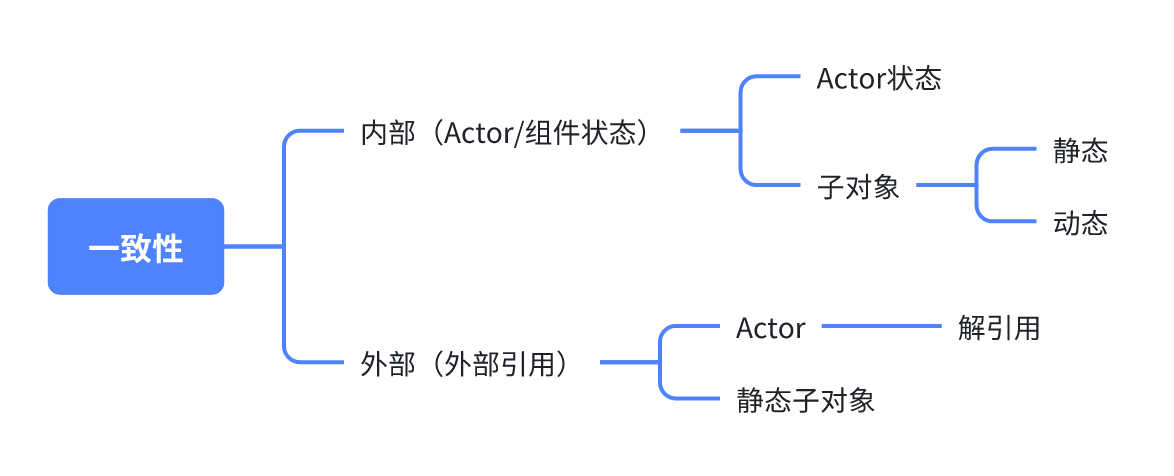 一致性
内部（Actor/组件状态）
Actor状态
子对象
静态
动态
外部（外部引用）
Actor
解引用
静态子对象